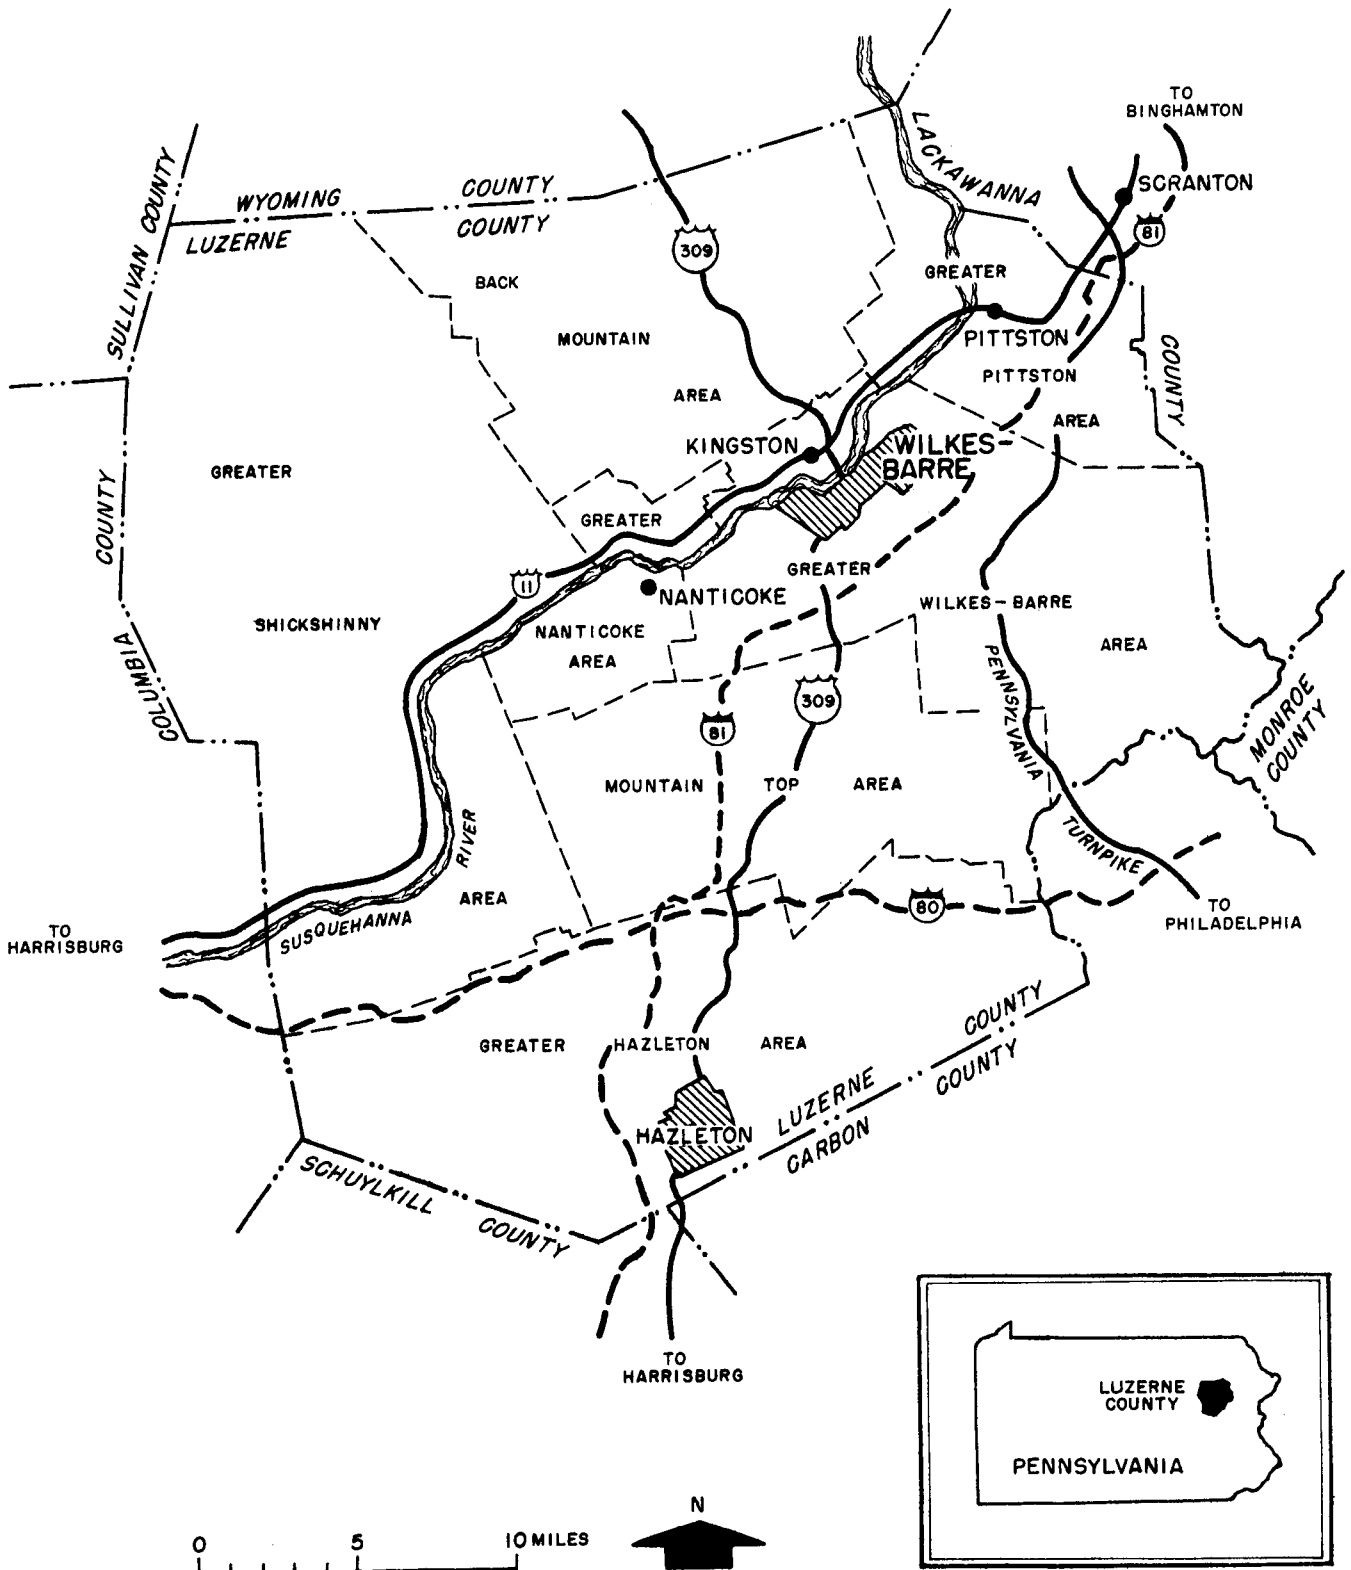 TO
BINGHAMTON
LACKAWANNA
SCRANTON
81
SULLIVAN COUNTY
WYOMING
COUNTY
LUZERNE
COUNTY
309
GREATER
BACK
MOUNTAIN
AREA
PITTSTON
PITTSTON
AREA
COUNTY
KINGSTON
WILKES-
BARRE
GREATER
COUNTY
GREATER
11
NANTICOKE
GREATER
SHICKSHINNY
NANTICOKE
AREA
WILKES-BARRE
AREA
COLUMBIA
PENNSYLVANIA
MONROE
COUNTY
309
81
MOUNTAIN
TOP
AREA
RIVER
TURNPIKE
AREA
80
TO
PHILADELPHIA
SUSQUEHANNA
TO
HARRISBURG
GREATER
HAZLETON
AREA
COUNTY
COUNTY
LUZERNE
CARBON
HAZLETON
SCHUYLKILL
COUNTY
TO
HARRISBURG
LUZERNE
COUNTY
PENNSYLVANIA
N
0 5 10 MILES